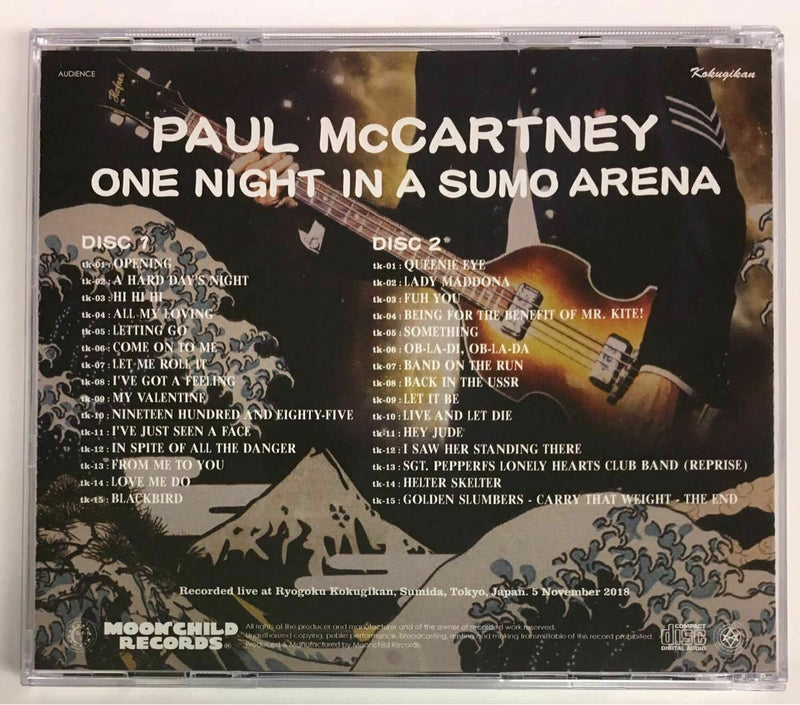 AUDIENCE
Kokugikan
Hofner
PAUL McCARTNEY
ONE NIGHT IN A SUMO ARENA
DISC 1
tk-01 : OPENING
tk-02 : A HARD DAY'S NIGHT
tk-03 : HI HI HI
tk-04 : ALL MY LOVING
tk-05 : LETTING GO
tk-06 : COME ON TO ME
tk-07 : LET ME ROLL IT
tk-08 : I'VE GOT A FEELING
tk-09 : MY VALENTINE
tk-10 : NINETEEN HUNDRED AND EIGHTY-FIVE
tk-11 : I'VE JUST SEEN A FACE
tk-12 : IN SPITE OF ALL THE DANGER
tk-13 : FROM ME TO YOU
tk-14 : LOVE ME DO
tk-15 : BLACKBIRD
DISC 2
tk-01 : QUEENIE EYE
tk-02 : LADY MADDONA
tk-03 : FUH YOU
tk-04 : BEING FOR THE BENEFIT OF MR. KITE!
tk-05 : SOMETHING
tk-06 : OB-LA-DI, OB-LA-DA
tk-07 : BAND ON THE RUN
tk-08 : BACK IN THE USSR
tk-09 : LET IT BE
tk-10 : LIVE AND LET DIE
tk-11 : HEY JUDE
tk-12 : I SAW HER STANDING THERE
tk-13 : SGT. PEPPERFS LONELY HEARTS CLUB BAND (REPRISE)
tk-14 : HELTER SKELTER
tk-15 : GOLDEN SLUMBERS - CARRY THAT WEIGHT - THE END
Recorded live at Ryogoku Kokugikan, Sumida, Tokyo, Japan. 5 November 2018
MOONCHILD
RECORDS®
All rights of the producer and manufacturer and of the owner at recorded work reserved.
Unauthorized copying, public performance, broadcasting, renting and making transmittable of this record prohibited.
Produced & Manufactured by Moonchild Records
COMPACT
disc
DIGITAL AUDIO